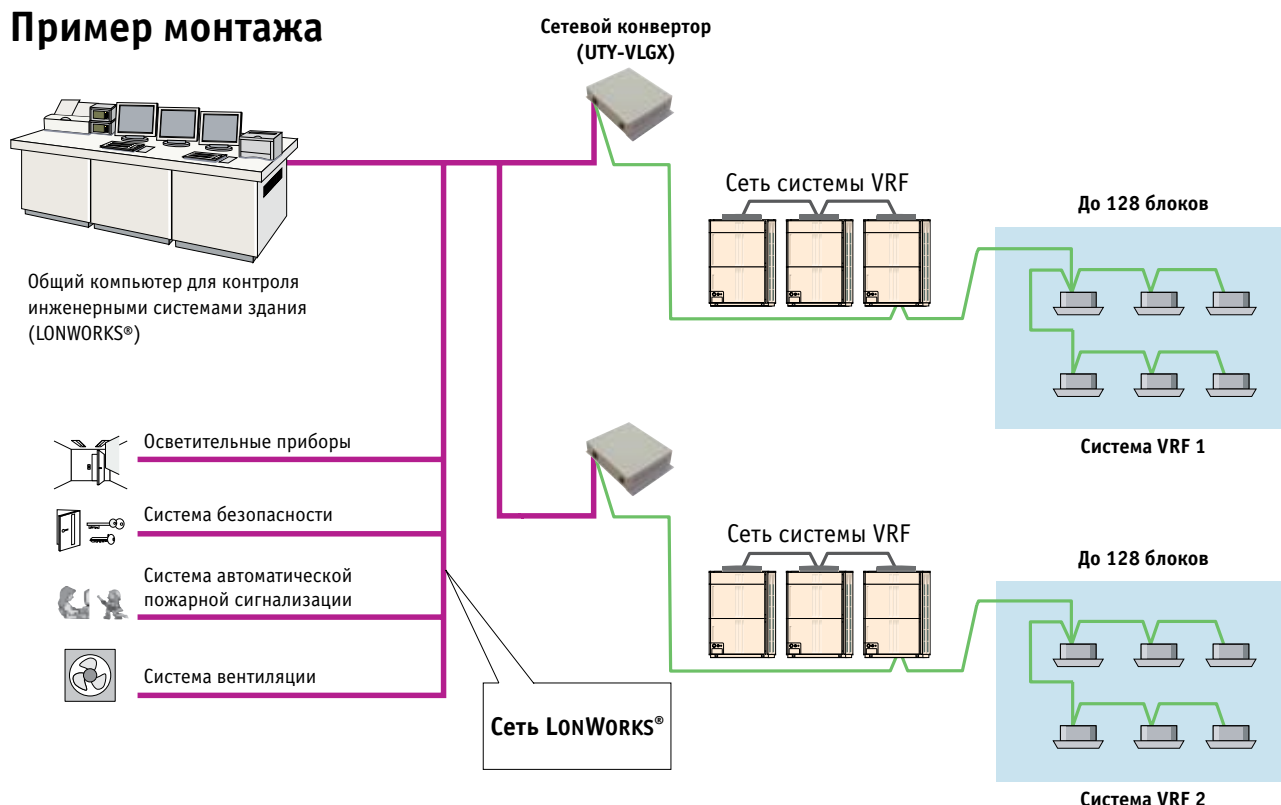 Пример монтажа
Сетевой конвертор
(UTY-VLGX)
Сеть системы VRF
До 128 блоков
Общий компьютер для контроля
инженерными системами здания
(LONWORKS®)
Система VRF 1
Осветительные приборы
Система безопасности
Система автоматической
пожарной сигнализации
Система вентиляции
Сеть LONWORKS®
Сеть системы VRF
До 128 блоков
Система VRF 2